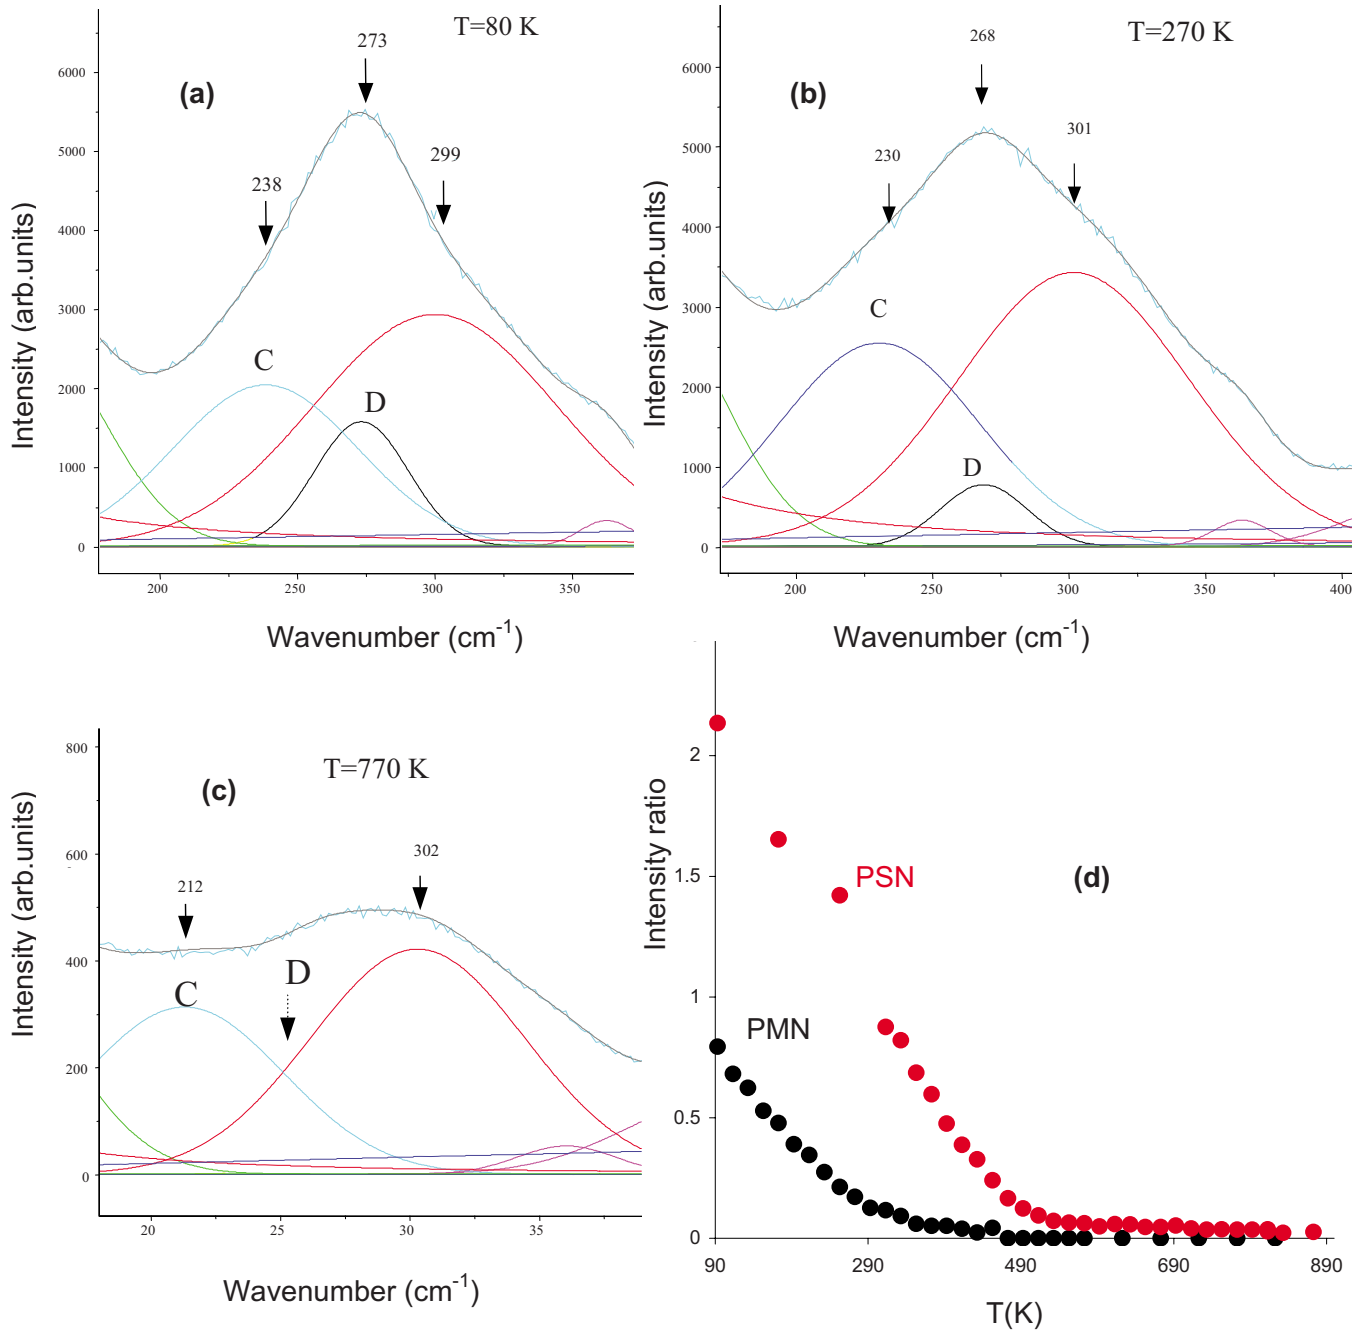 T=80 K
273
(a)
299
238
C
D
6000
5000
4000
3000
2000
1000
0
200
250
300
350
Intensity (arb.units)
Wavenumber (cm-1)
T=270 K
268
(b)
301
230
C
D
6000
5000
4000
3000
2000
1000
0
200
250
300
350
400
Intensity (arb.units)
Wavenumber (cm-1)
T=770 K
(c)
302
212
D
C
800
600
400
200
0
20
25
30
35
Intensity (arb.units)
Wavenumber (cm-1)
PSN
(d)
PMN
2
1.5
1
0.5
0
90
290
490
690
890
Intensity ratio
T(K)